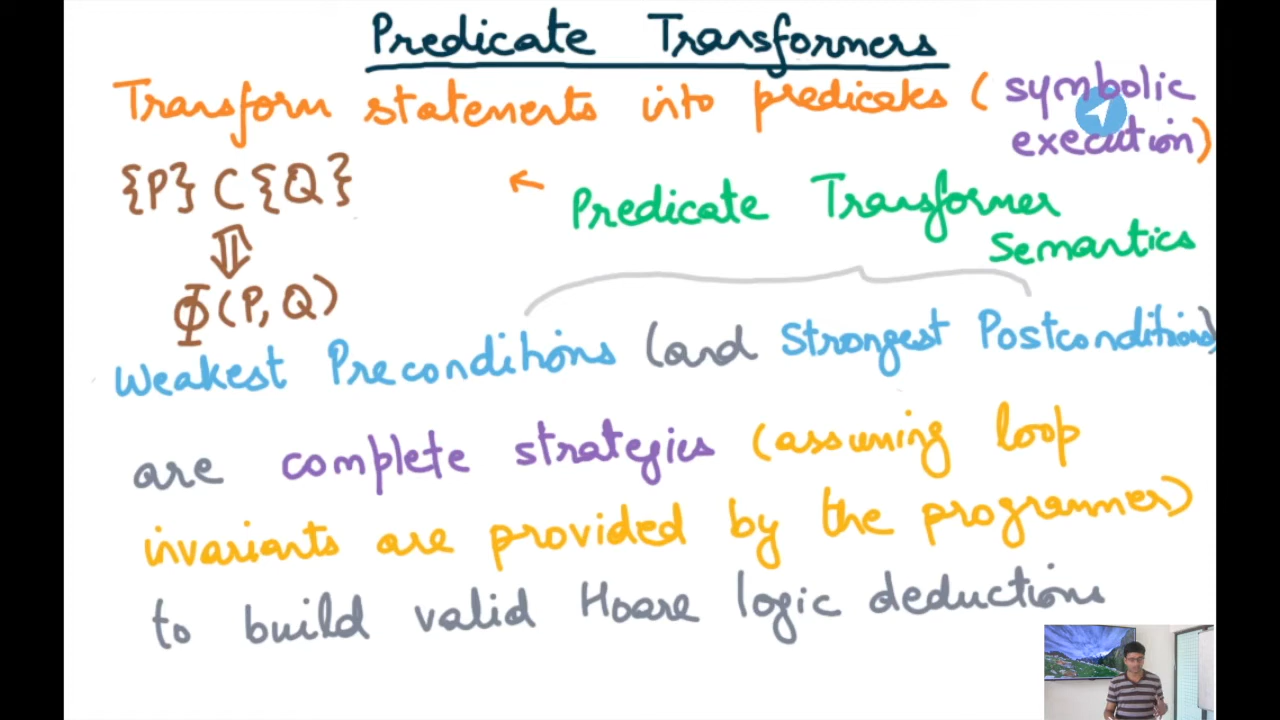 Predicate Transformers
Transform statements into predicates (symbolic
execution)
{P} C {Q}
Predicate Transformer
Semantics
Φ(P, Q)
Weakest Preconditions (and Strongest Postconditions)
are complete strategies (assuming loop
invariants are provided by the programmer)
to build valid Hoare logic deductions